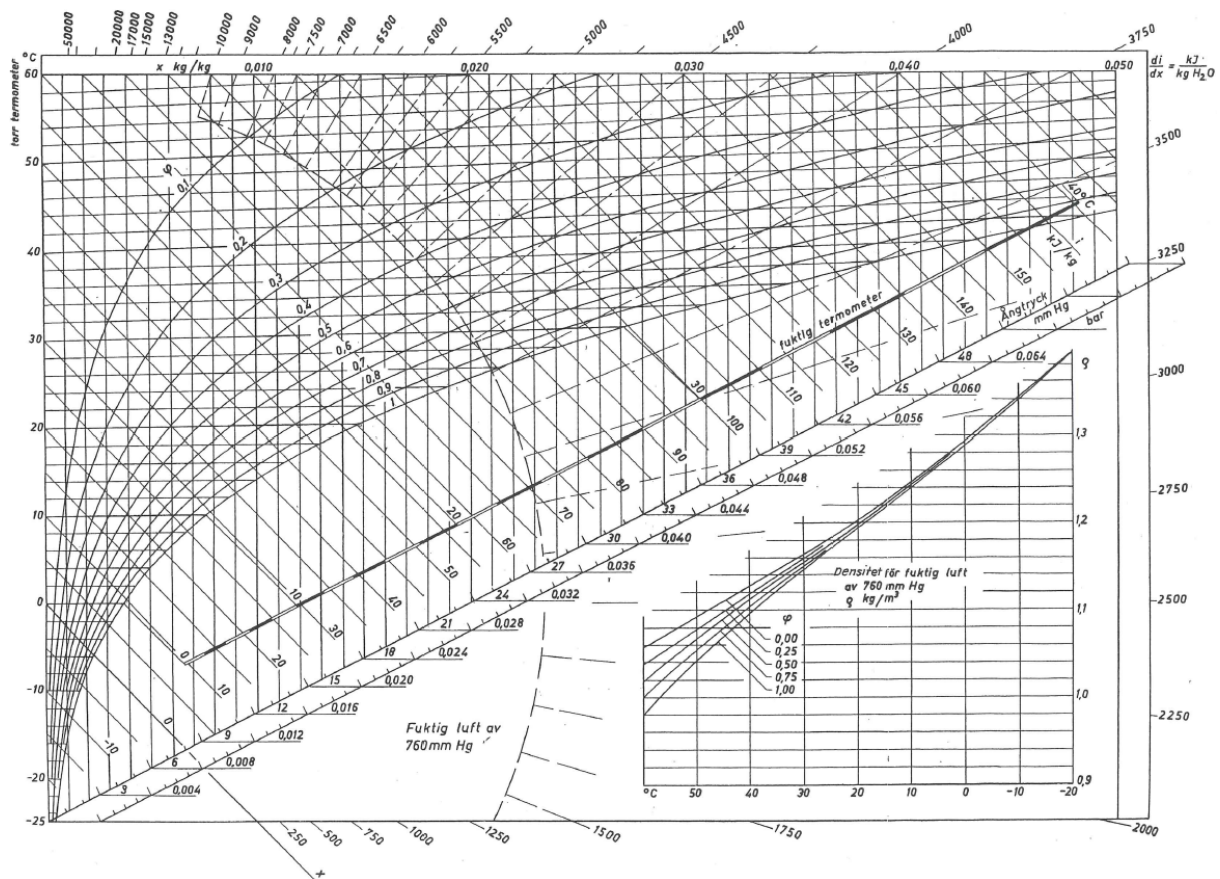 50000 20000 17000 15000 13000 10000 9000 8000 7500 7000 6500 6000 5500 5000 4500 4000 3750
°C x kg/kg 0,010 0,020 0,030 0,040 0,050
di/dx = kJ/kg H₂O
torr termometer
60
50
40
30
20
10
0
-10
-20
-25
φ
0,1
0,2
0,3
0,4
0,5
0,6
0,7
0,8
0,9
1
3500
3250
3000
2750
2500
2250
2000
40°C
i
kJ/kg
fuktig termometer
0 10 20 30
-10 0 10 20 30 40 50 60 70 80 90 100 110 120 130 140 150
Ångtryck
mm Hg
bar
48 0,064
45 0,060
42 0,056
39 0,052
36 0,048
33 0,044
30 0,040
27 0,036
24 0,032
21 0,028
18 0,024
15 0,020
12 0,016
9 0,012
6 0,008
3 0,004
Fuktig luft av
760 mm Hg
x
250 500 750 1000 1250 1500 1750
ϱ
1,3
1,2
1,1
1,0
0,9
Densitet för fuktig luft
av 760 mm Hg
ϱ kg/m³
φ
0,00
0,25
0,50
0,75
1,00
°C 50 40 30 20 10 0 -10 -20